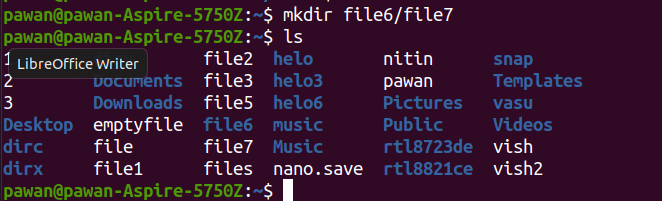 pawan@pawan-Aspire-5750Z:~$ mkdir file6/file7
pawan@pawan-Aspire-5750Z:~$ ls
1 file2 helo nitin snap
LibreOffice Writer
2 Documents file3 helo3 pawan Templates
3 Downloads file5 helo6 Pictures vasu
Desktop emptyfile file6 music Public Videos
dirc file file7 Music rtl8723de vish
dirx file1 files nano.save rtl8821ce vish2
pawan@pawan-Aspire-5750Z:~$